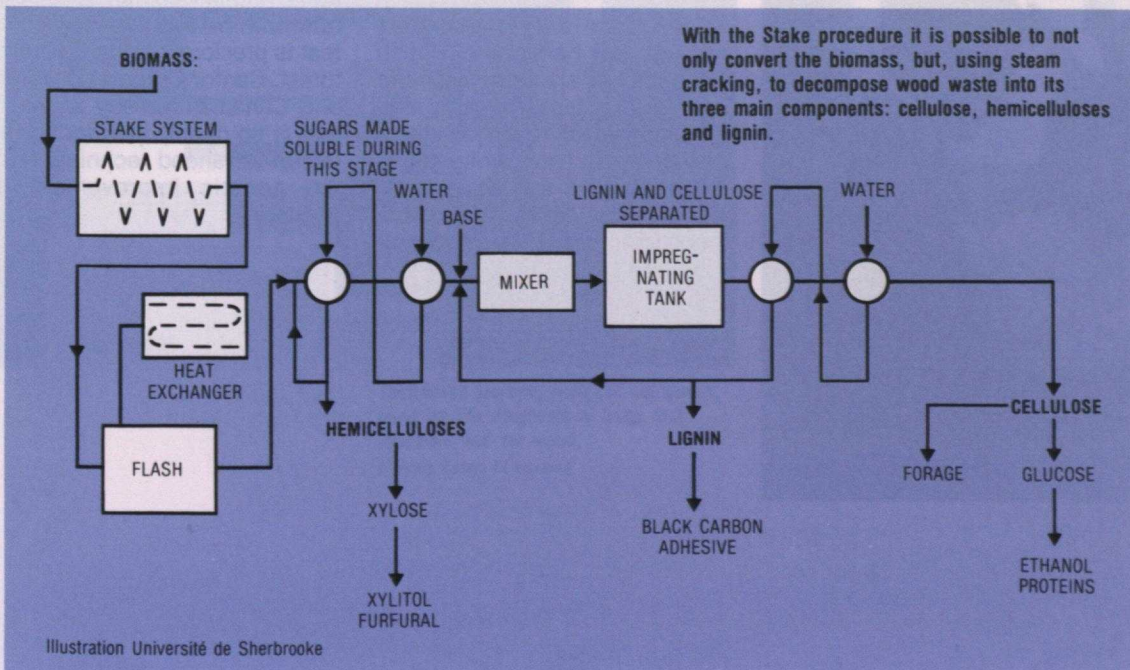 With the Stake procedure it is possible to not
only convert the biomass, but, using steam
cracking, to decompose wood waste into its
three main components: cellulose, hemicelluloses
and lignin.
BIOMASS:
STAKE SYSTEM
SUGARS MADE
SOLUBLE DURING
THIS STAGE
WATER
BASE
LIGNIN AND CELLULOSE
SEPARATED
WATER
MIXER
IMPREG-
NATING
TANK
HEAT
EXCHANGER
FLASH
HEMICELLULOSES
XYLOSE
XYLITOL
FURFURAL
LIGNIN
BLACK CARBON
ADHESIVE
CELLULOSE
FORAGE
GLUCOSE
ETHANOL
PROTEINS
Illustration Université de Sherbrooke